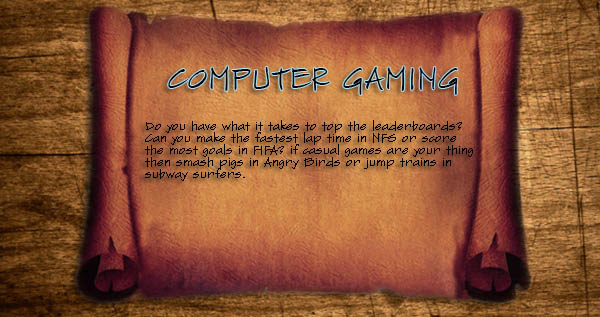 COMPUTER GAMING
Do you have what it takes to top the leaderboards?
Can you make the fastest lap time in NFS or score
the most goals in FIFA? if casual games are your thing
then smash pigs in Angry Birds or jump trains in
subway surfers.